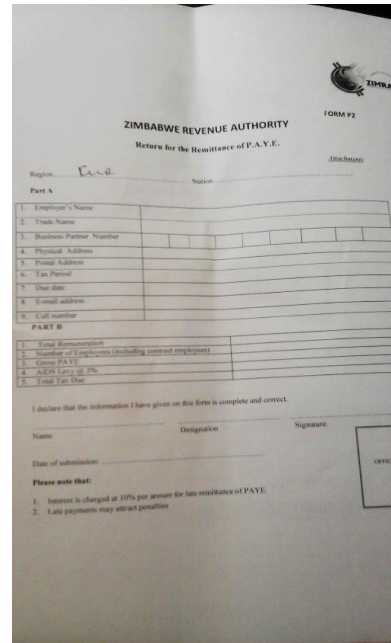 ZIMRA
FORM P2
ZIMBABWE REVENUE AUTHORITY
Return for the Remittance of P.A.Y.E.
Attachments
Region
Station
Part A
1. Employer's Name
2. Trade Name
3. Business Partner Number
4. Physical Address
5. Postal Address
6. Tax Period
7. Due date
8. E-mail address
9. Cell number
PART B
1. Total Remuneration
2. Number of Employees (including contract employees)
3. Gross PAYE
4. AIDS Levy @ 3%
5. Total Tax Due
I declare that the information I have given on this form is complete and correct.
Name Designation Signature
Date of submission:
OFFIC
Please note that:
1. Interest is charged at 10% per annum for late remittance of PAYE
2. Late payments may attract penalties